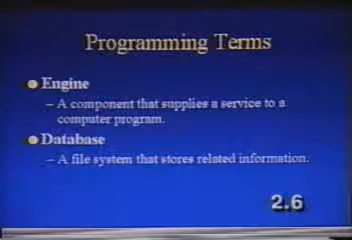 Programming Terms
Engine
– A component that supplies a service to a
computer program.
Database
– A file system that stores related information.
2.6